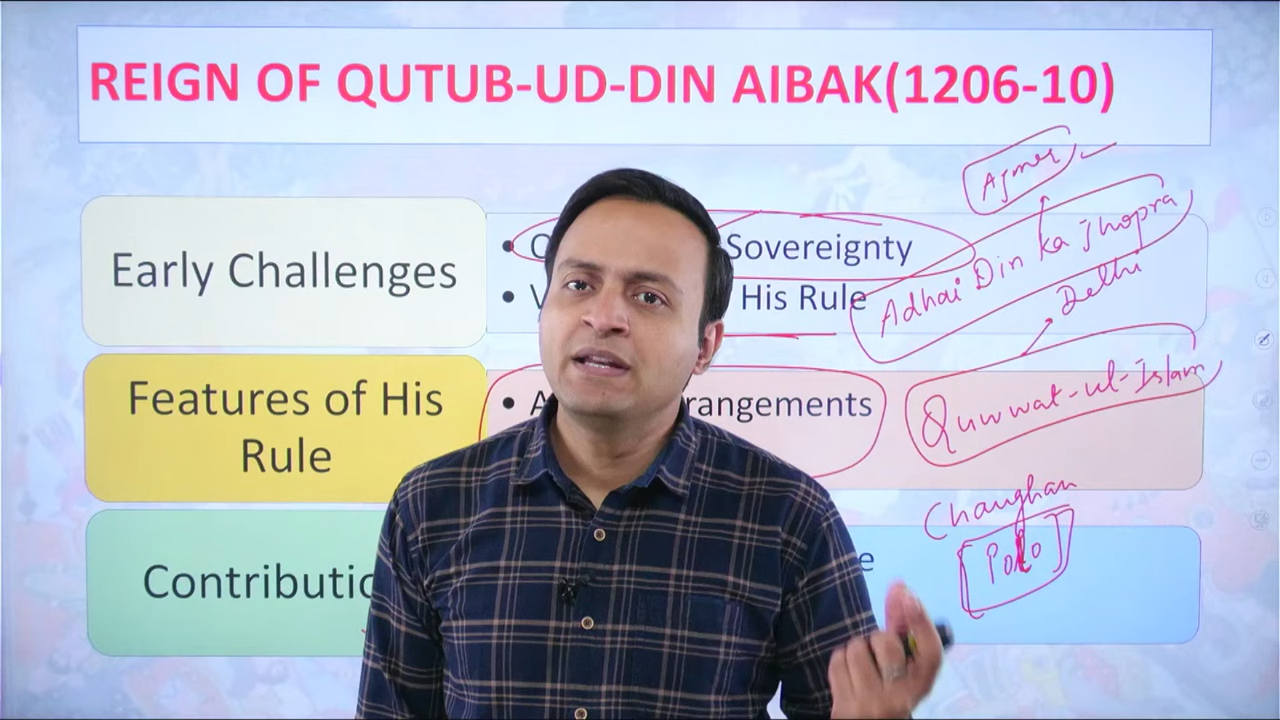 REIGN OF QUTUB-UD-DIN AIBAK(1206-10)
Ajmer
Early Challenges
Sovereignty
His Rule
Adhai Din ka Jhopra
Delhi
Features of His
Rule
rangements
Quwwat-ul-Islam
Chaughan
[Polo]
Contributio
e